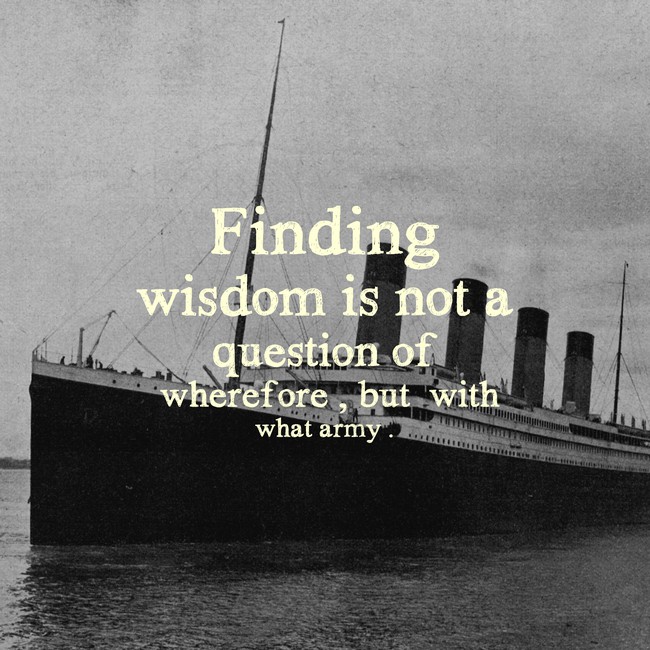 Finding
wisdom is not a
question of
wherefore , but with
what army .